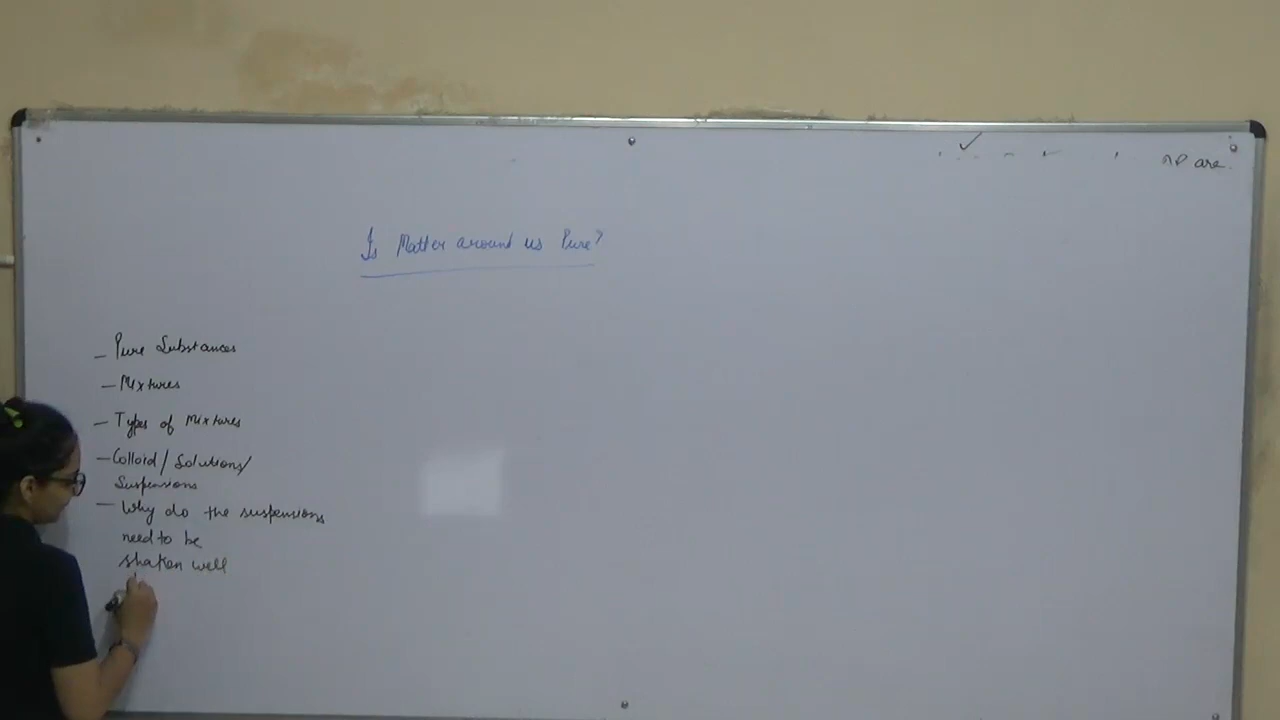 are.
Is Matter around us Pure?
– Pure Substances
– Mixtures
– Types of Mixtures
– Colloid / Solutions/
Suspensions
– Why do the suspensions
need to be
shaken well